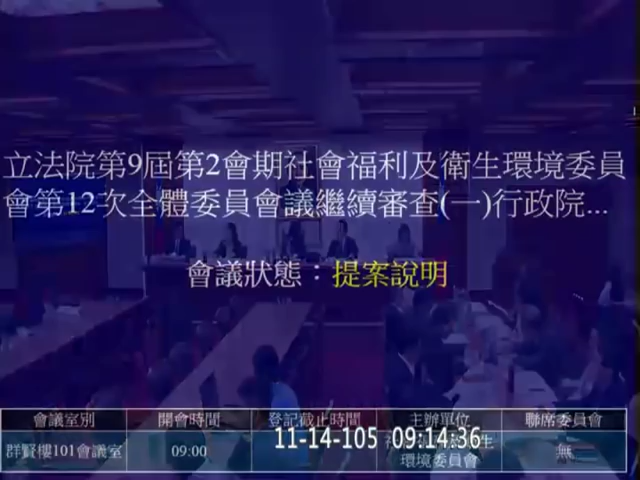 立法院第9屆第2會期社會福利及衛生環境委員
會第12次全體委員會議繼續審查(一)行政院...
會議狀態：提案說明
會議室別 開會時間 登記截止時間 主辦單位 聯席委員會
群賢樓101會議室 09:00 生 無
環境委員會
11-14-105 09:14:36